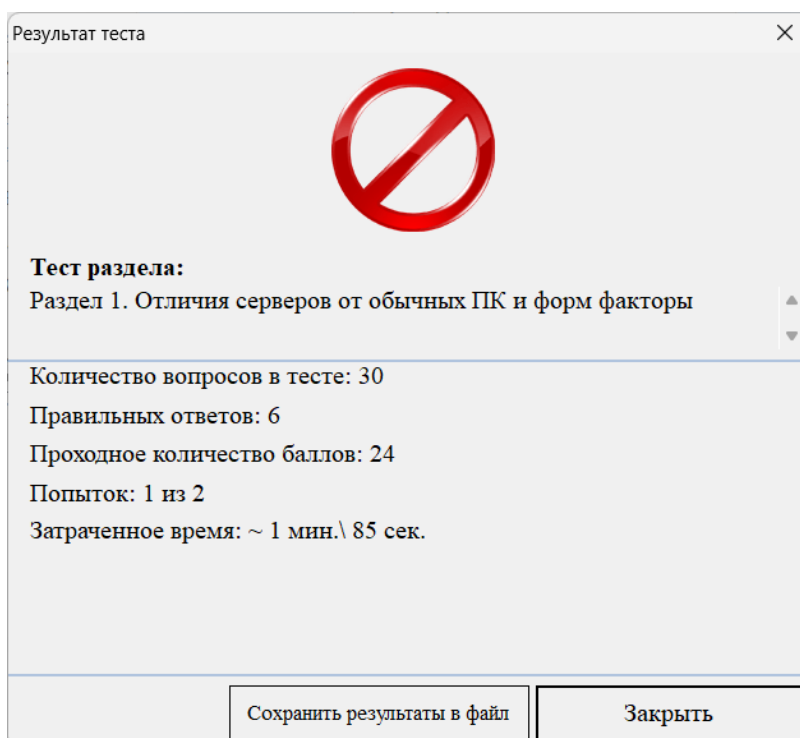 Результат теста
Тест раздела:
Раздел 1. Отличия серверов от обычных ПК и форм факторы
Количество вопросов в тесте: 30
Правильных ответов: 6
Проходное количество баллов: 24
Попыток: 1 из 2
Затраченное время: ~ 1 мин.\ 85 сек.
Сохранить результаты в файл
Закрыть